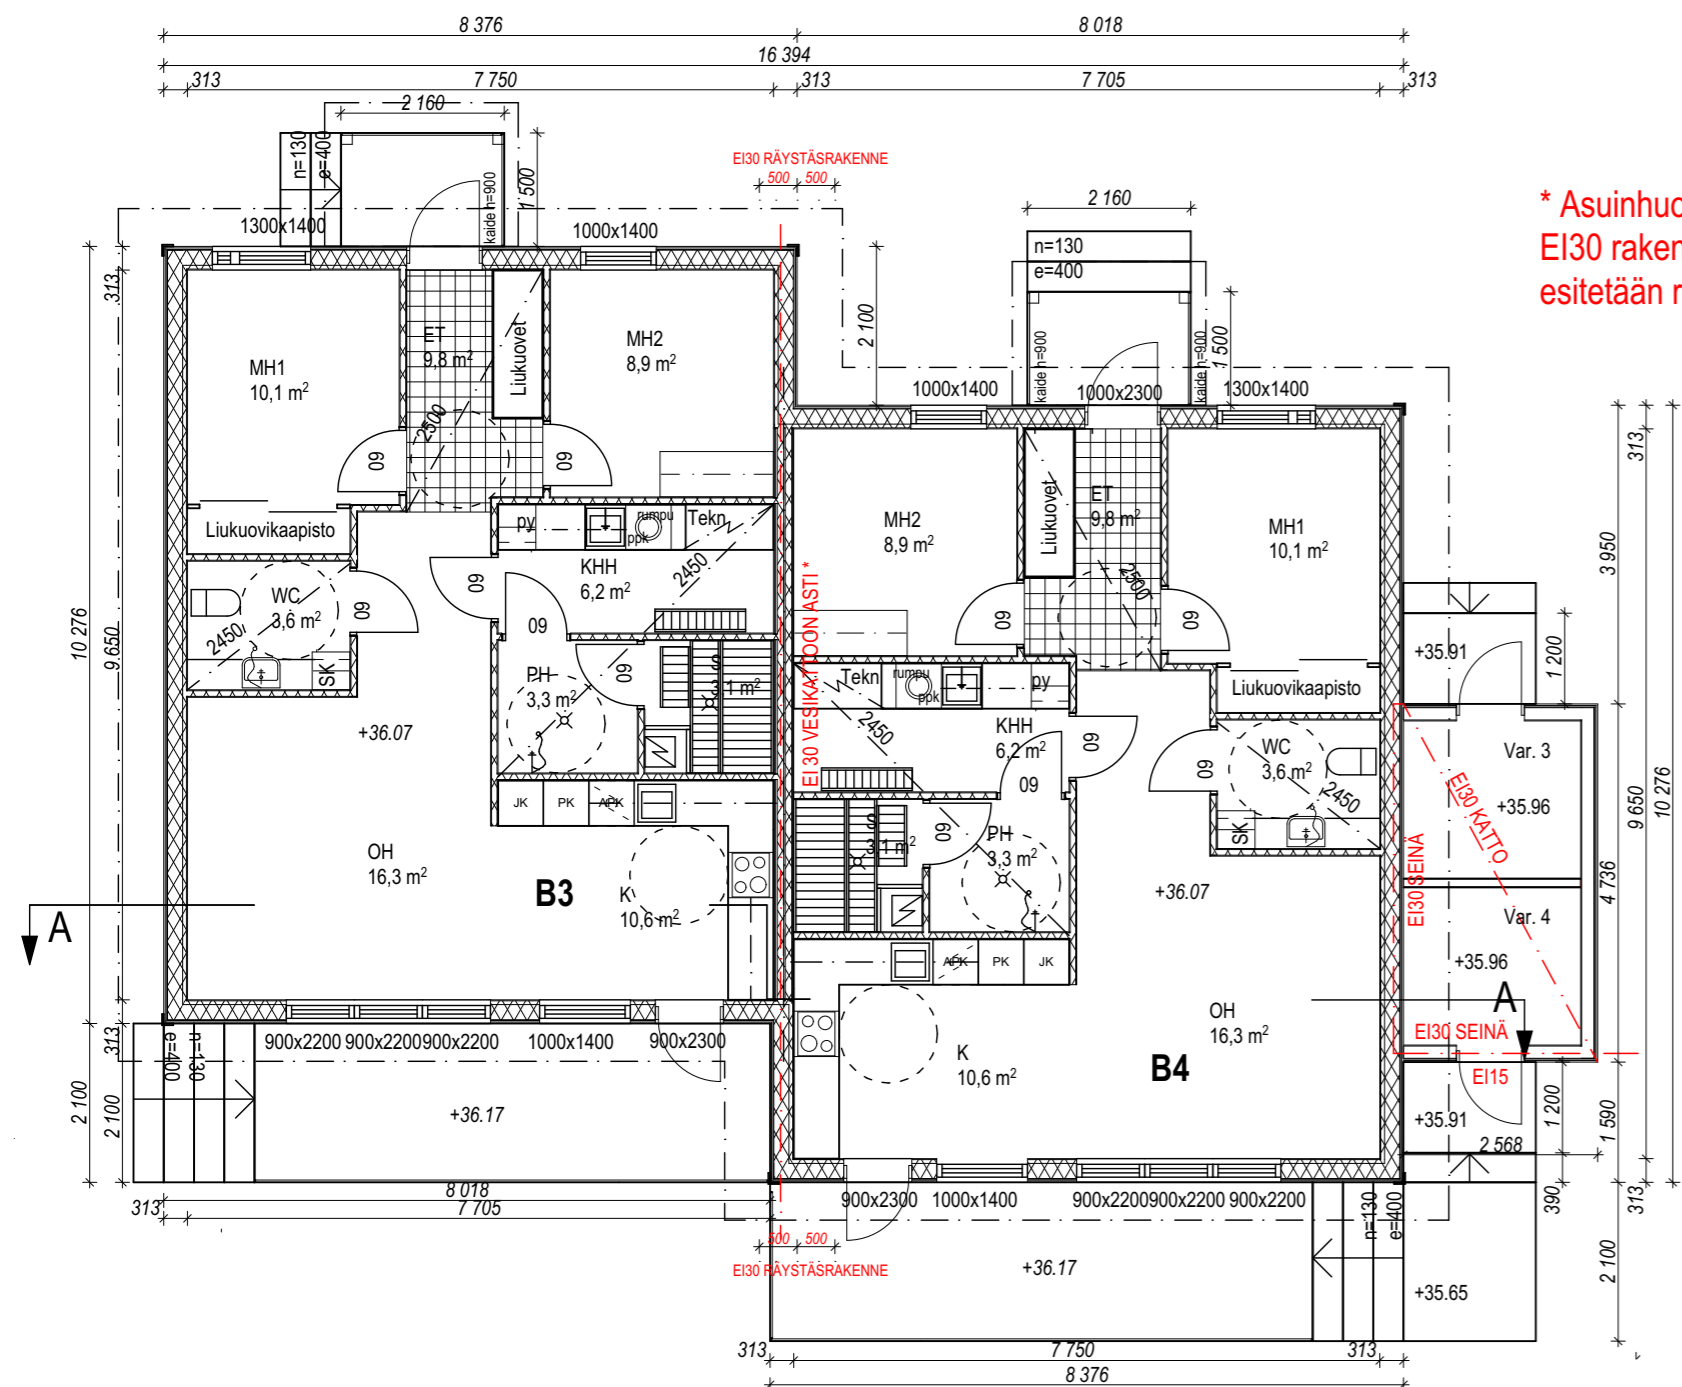 8 376
8 018
16 394
313
7 750
313
7 705
313
2 160
n=130
e=400
kaide h=900
1 500
EI30 RÄYSTÄSRAKENNE
500
500
2 160
* Asuinhuo
EI30 raken
esitetään r
1300x1400
1000x1400
n=130
e=400
kaide h=900
kaide h=900
1 500
2 100
313
MH1
10,1 m²
ET
9,8 m²
Liukuovet
MH2
8,9 m²
1000x1400
1000x2300
1300x1400
2500
09
09
313
3 950
Liukuovikaapisto
py
rumpu
ppk
Tekn
KHH
6,2 m²
2450
MH2
8,9 m²
Liukuovet
ET
9,8 m²
2500
MH1
10,1 m²
WC
3,6 m²
2450
SK
09
09
09
09
PH
3,3 m²
S
3,1 m²
EI 30 VESIKATTOON ASTI *
09
09
10 276
9 650
+36.07
Tekn
rumpu
ppk
py
KHH
6,2 m²
2450
Liukuovikaapisto
WC
3,6 m²
2450
SK
09
09
09
09
+35.91
1 200
Var. 3
+35.96
EI30 KATTO
EI30 SEINÄ
9 650
10 276
4 736
JK
PK
APK
OH
16,3 m²
B3
K
10,6 m²
S
3,1 m²
PH
3,3 m²
+36.07
Var. 4
+35.96
A
A
APK
PK
JK
OH
16,3 m²
EI30 SEINÄ
EI15
313
e=400
n=130
900x2200
900x2200
900x2200
1000x1400
900x2300
K
10,6 m²
B4
+35.91
2 568
1 200
1 590
2 100
2 100
+36.17
8 018
313
7 705
900x2300
1000x1400
900x2200
900x2200
900x2200
n=130
e=400
390
313
500
500
EI30 RÄYSTÄSRAKENNE
+36.17
+35.65
2 100
313
7 750
313
8 376